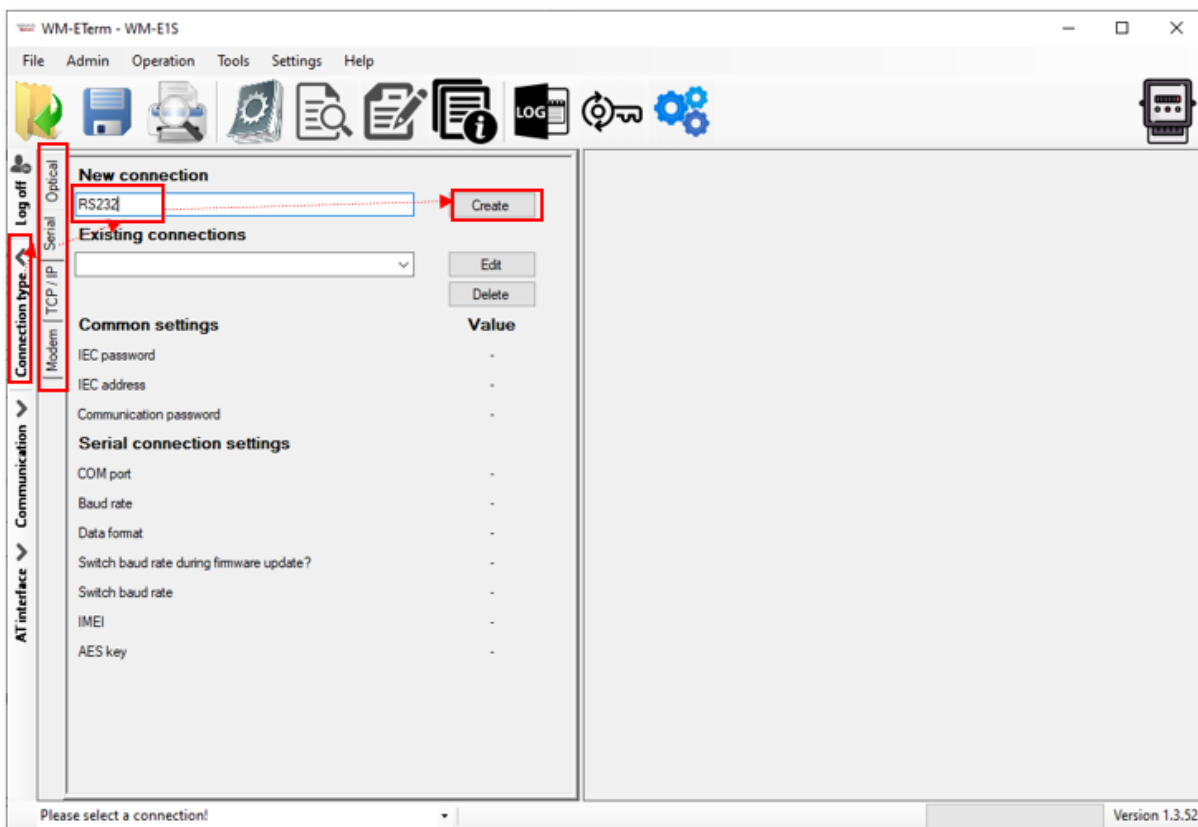 WM-ETerm - WM-E1S
File Admin Operation Tools Settings Help
LOG
Log off
Connection type
Communication
AT interface
Optical
Serial
TCP / IP
Modem
New connection
RS232 Create
Existing connections
Edit
Delete
Common settings Value
IEC password -
IEC address -
Communication password -
Serial connection settings
COM port -
Baud rate -
Data format -
Switch baud rate during firmware update? -
Switch baud rate -
IMEI -
AES key -
Please select a connection! Version 1.3.52